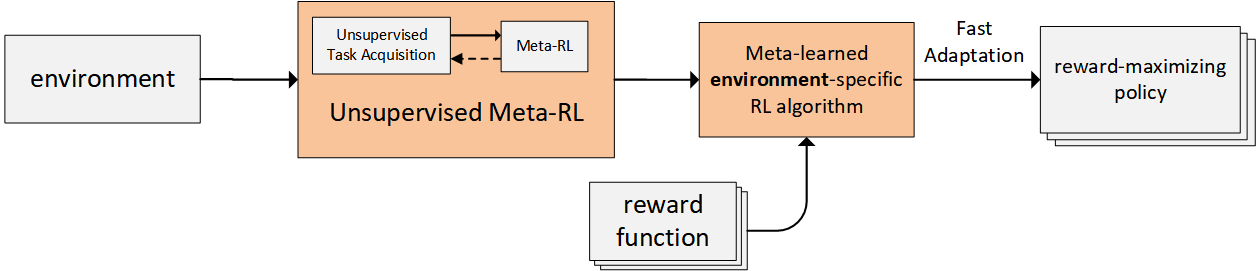 environment
Unsupervised
Task Acquisition
Meta-RL
Unsupervised Meta-RL
Meta-learned
environment-specific
RL algorithm
Fast
Adaptation
reward-maximizing
policy
reward
function